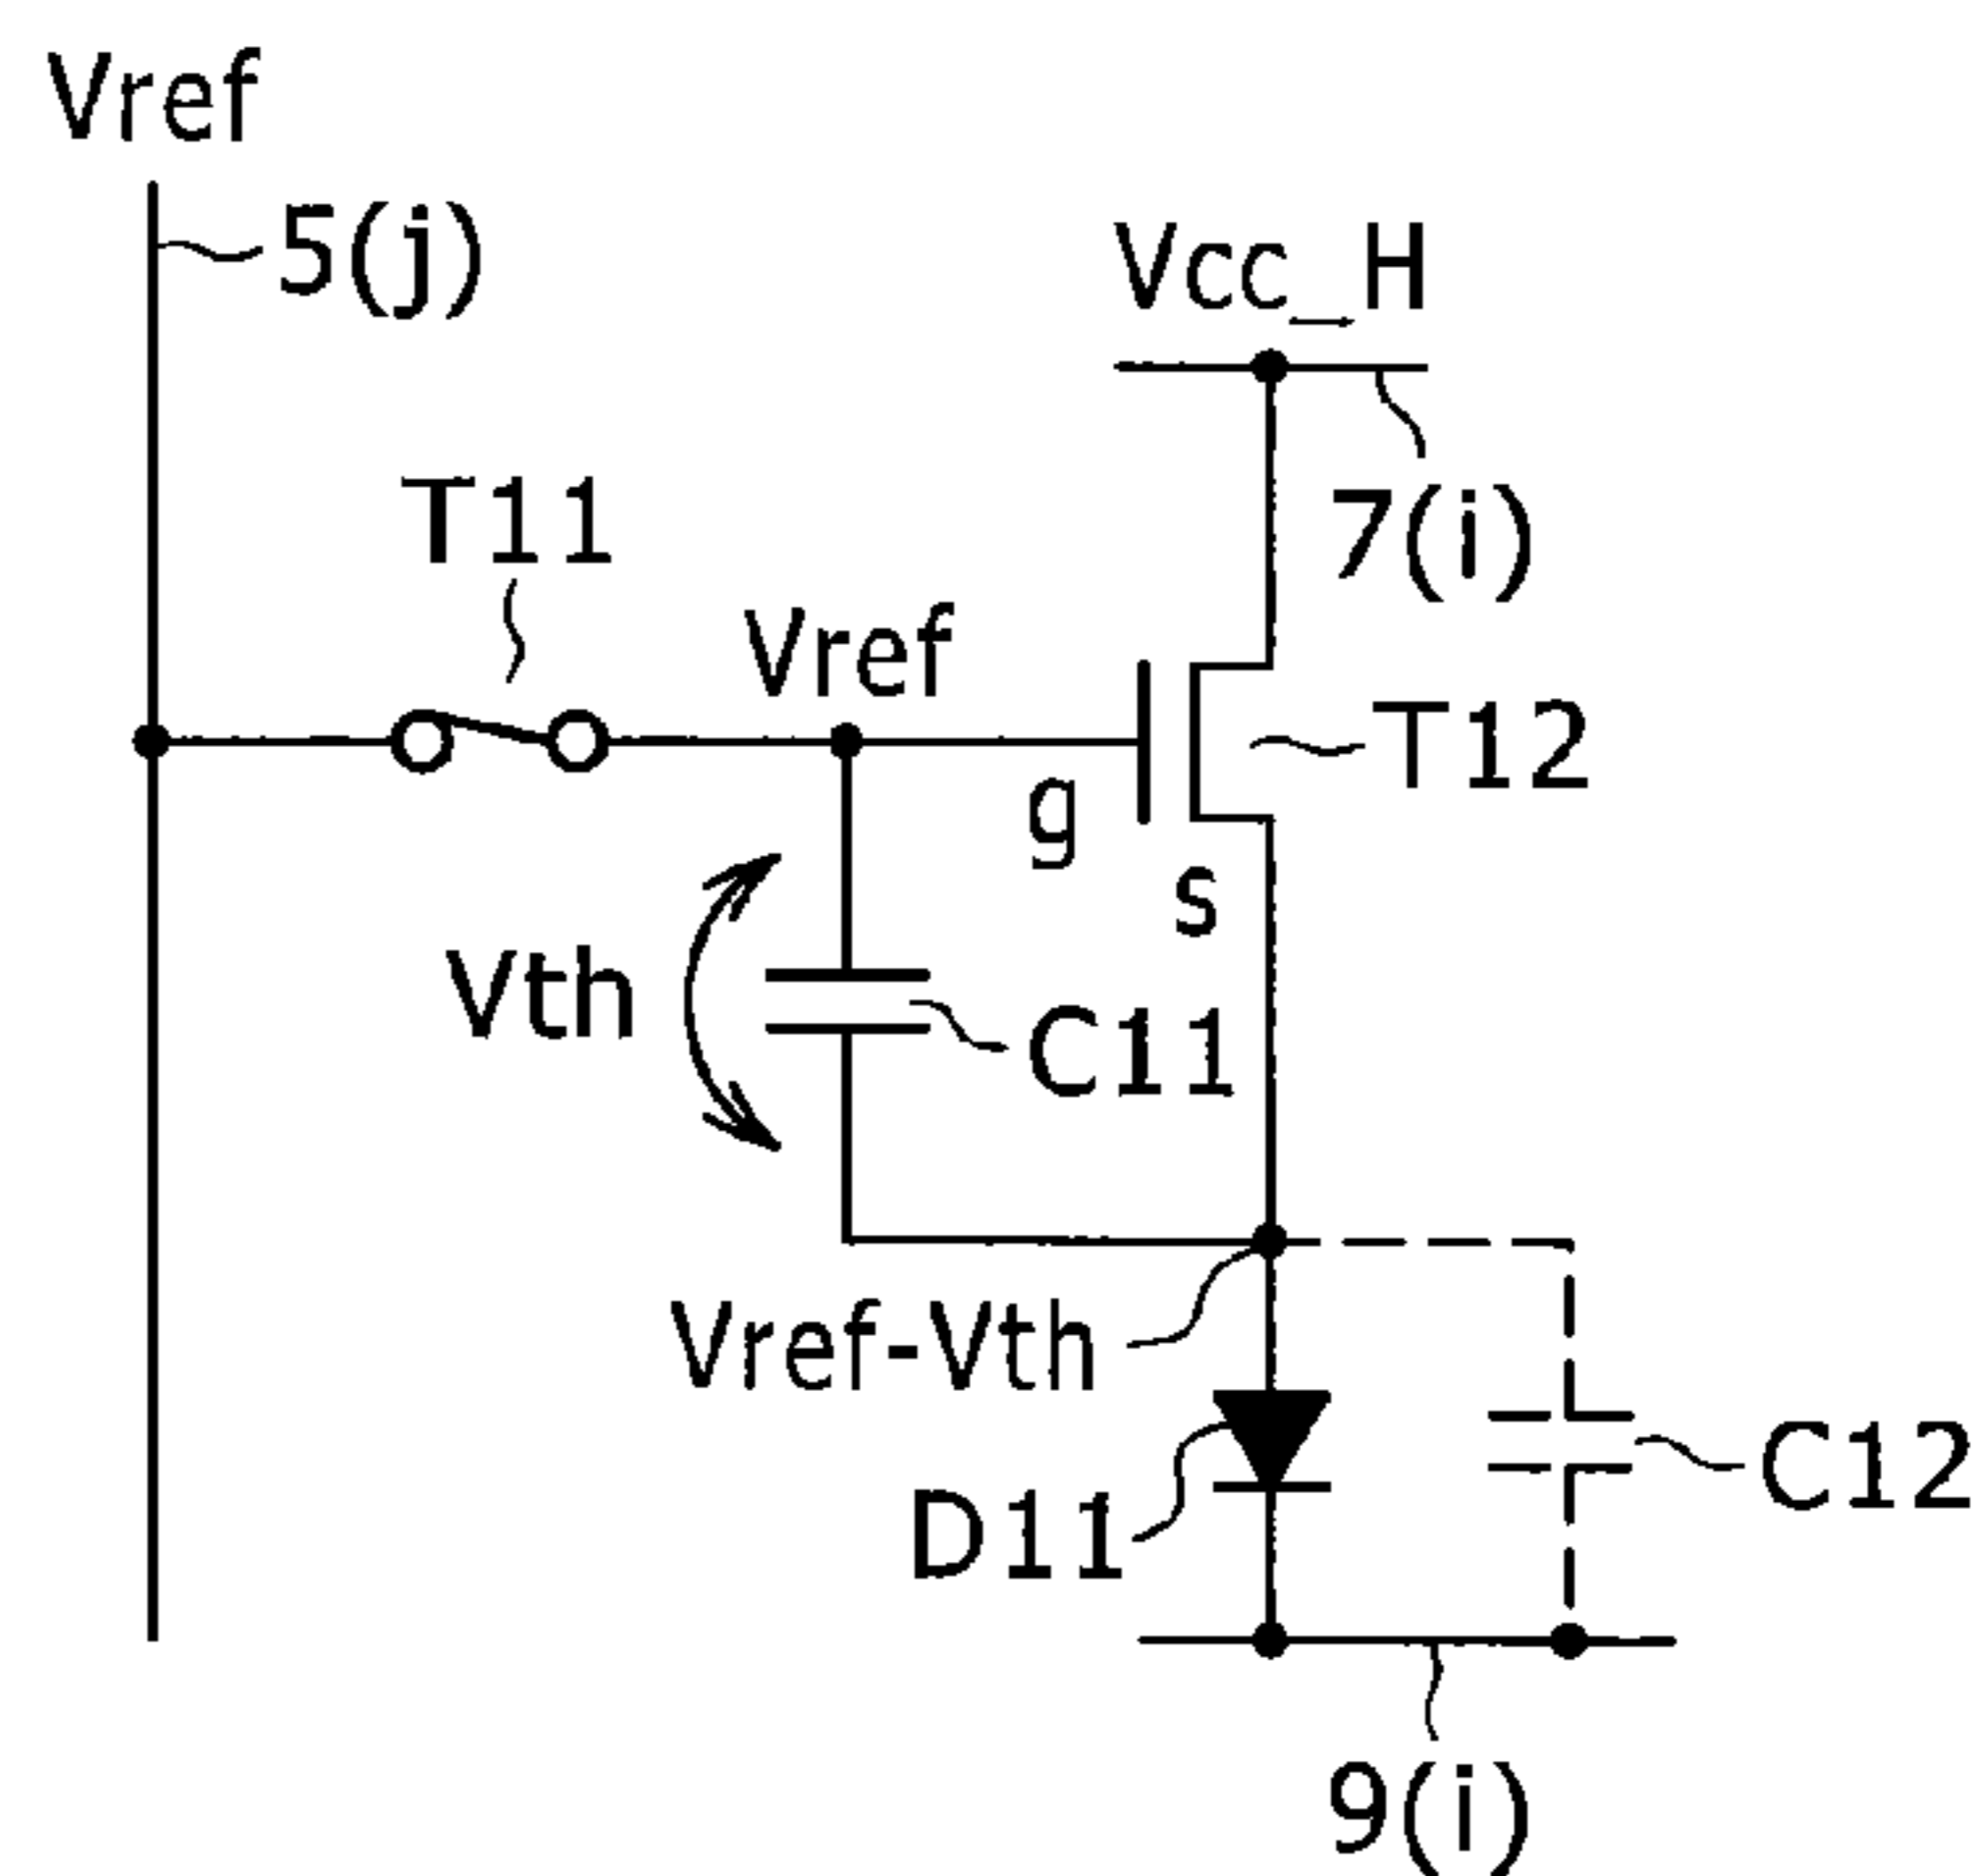 Vref
5(j)
Vcc_H
T11
7(i)
Vref
T12
g
s
Vth
C11
Vref-Vth
C12
D11
9(i)